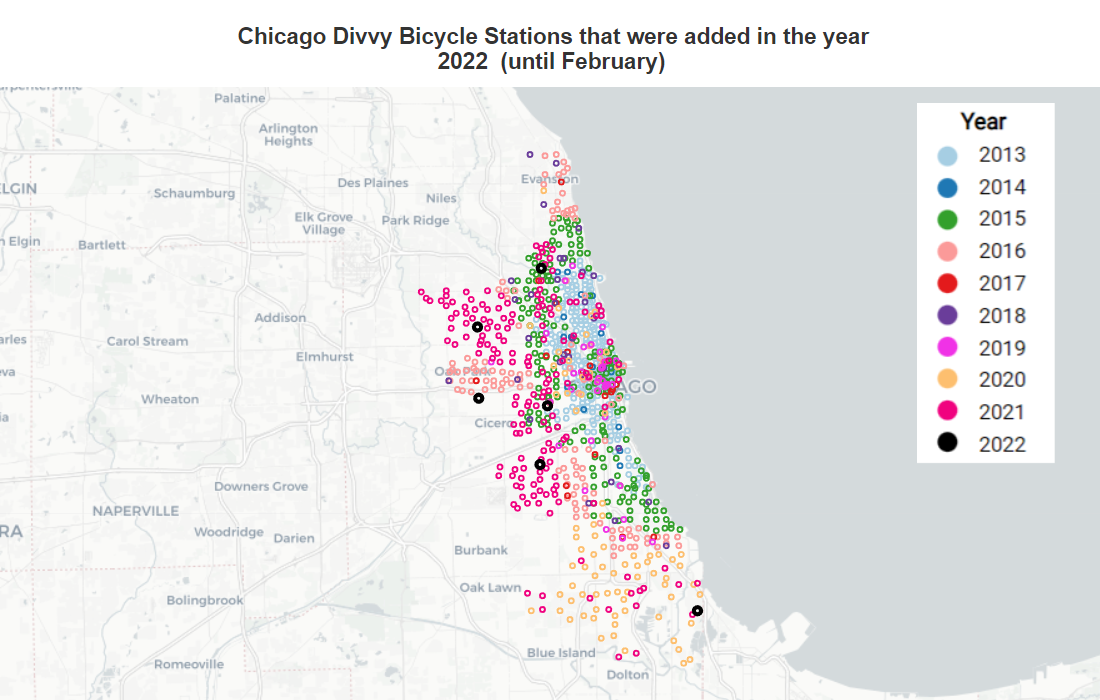 Chicago Divvy Bicycle Stations that were added in the year
2022 (until February)
Palatine
Arlington
Heights
Des Plaines
Evanston
ELGIN
Schaumburg
Niles
Elk Grove
Village
Park Ridge
n Elgin
Bartlett
Addison
arles
Carol Stream
Elmhurst
eva
Oak Park
AGO
Wheaton
ia
Cicero
Downers Grove
NAPERVILLE
RA
Woodridge
Darien
Burbank
Oak Lawn
Bolingbrook
Blue Island
Romeoville
Dolton
Year
2013
2014
2015
2016
2017
2018
2019
2020
2021
2022